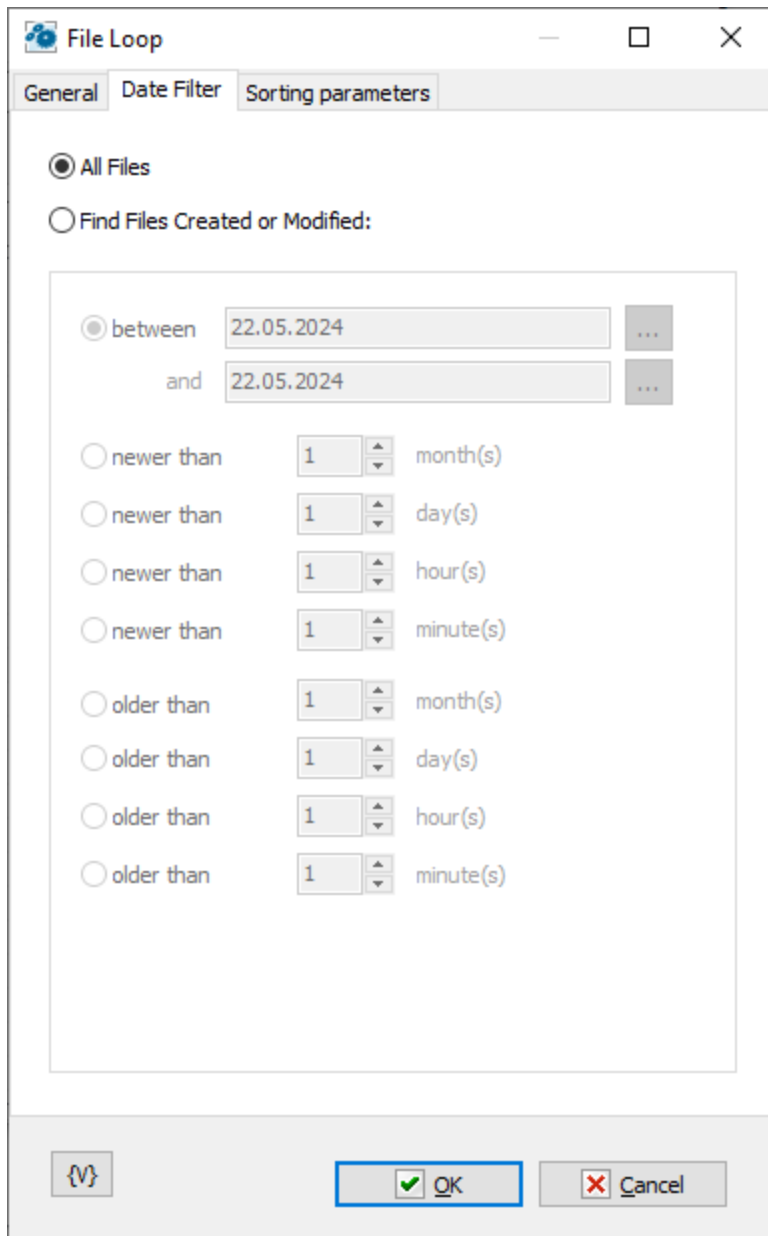 File Loop
General Date Filter Sorting parameters
All Files
Find Files Created or Modified:
between 22.05.2024 ...
and 22.05.2024 ...
newer than 1 month(s)
newer than 1 day(s)
newer than 1 hour(s)
newer than 1 minute(s)
older than 1 month(s)
older than 1 day(s)
older than 1 hour(s)
older than 1 minute(s)
{V} OK Cancel